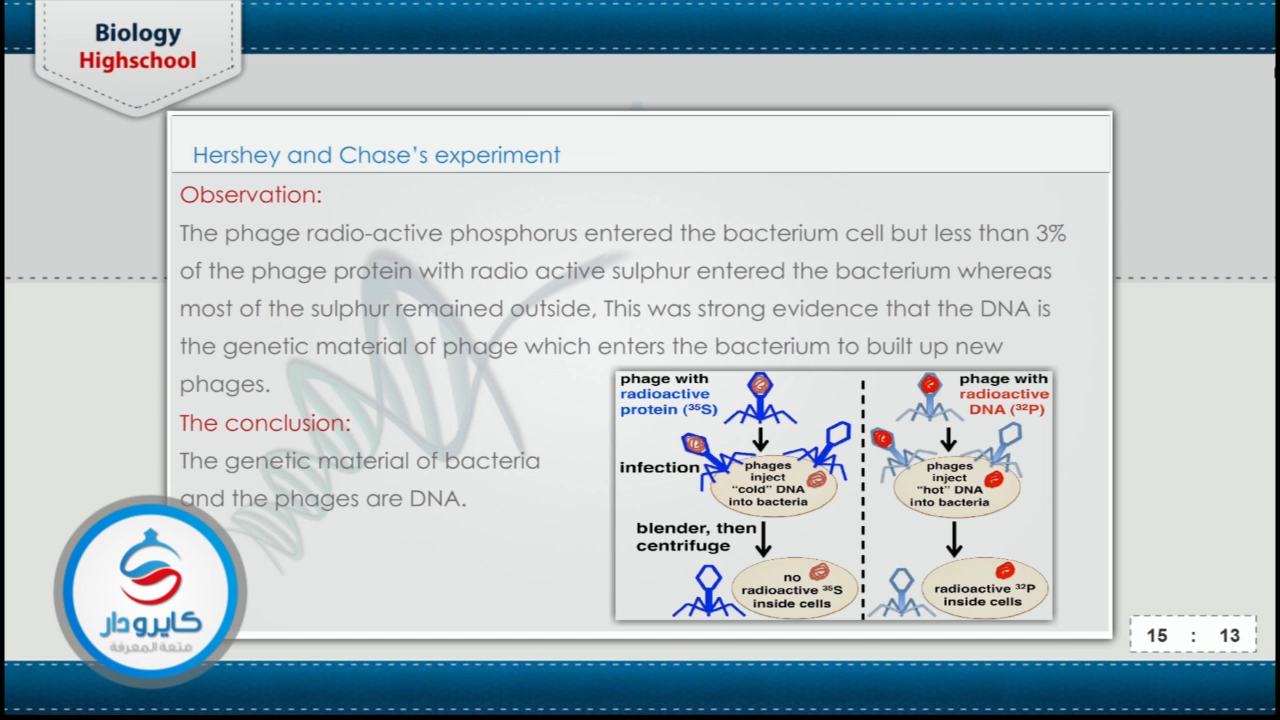 Biology
Highschool
Hershey and Chase's experiment
Observation:
The phage radio-active phosphorus entered the bacterium cell but less than 3%
of the phage protein with radio active sulphur entered the bacterium whereas
most of the sulphur remained outside, This was strong evidence that the DNA is
the genetic material of phage which enters the bacterium to built up new
phages.
The conclusion:
The genetic material of bacteria
and the phages are DNA.
phage with
radioactive
protein (³⁵S)
phage with
radioactive
DNA (³²P)
infection
phages
inject
"cold" DNA
into bacteria
phages
inject
"hot" DNA
into bacteria
blender, then
centrifuge
no
radioactive ³⁵S
inside cells
radioactive ³²P
inside cells
كايرودار
متعة المعرفة
15 : 13